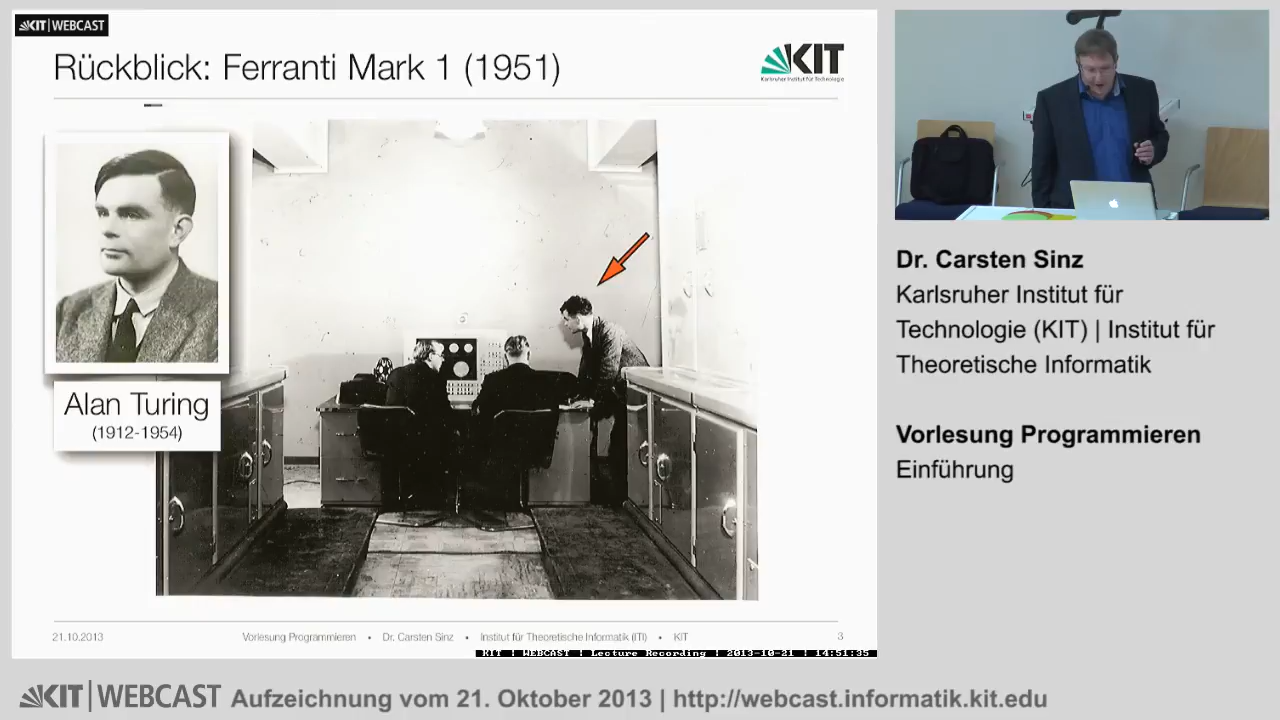 KIT | WEBCAST
Rückblick: Ferranti Mark 1 (1951)
KIT
Karlsruher Institut für Technologie
Alan Turing
(1912-1954)
21.10.2013 Vorlesung Programmieren • Dr. Carsten Sinz • Institut für Theoretische Informatik (ITI) • KIT 3
KIT | WEBCAST | Lecture Recording | 2013-10-21 | 14:51:35
Dr. Carsten Sinz
Karlsruher Institut für
Technologie (KIT) | Institut für
Theoretische Informatik
Vorlesung Programmieren
Einführung
KIT | WEBCAST Aufzeichnung vom 21. Oktober 2013 | http://webcast.informatik.kit.edu